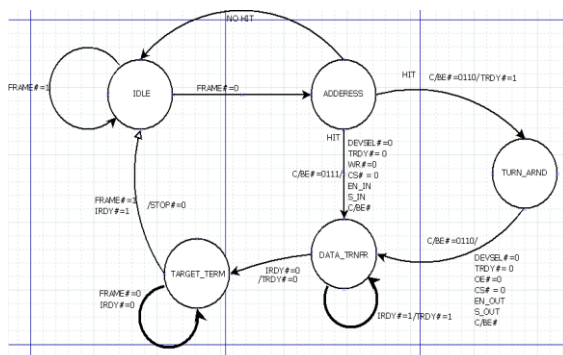 NO HIT
FRAME#=1
IDLE
FRAME#=0
ADDERESS
HIT
C/BE#=0110/TRDY#=1
HIT
C/BE#=0111/
DEVSEL#=0
TRDY#= 0
WR#=0
CS# = 0
EN_IN
S_IN
C/BE#
TURN_ARND
FRAME#=1
IRDY#=1
/STOP#=0
C/BE#=0110/
DEVSEL#=0
TRDY#= 0
OE#=0
CS# = 0
EN_OUT
S_OUT
C/BE#
DATA_TRNFR
IRDY#=0
/TRDY#=0
TARGET_TERM
FRAME#=0
IRDY#=0
IRDY#=1/TRDY#=1